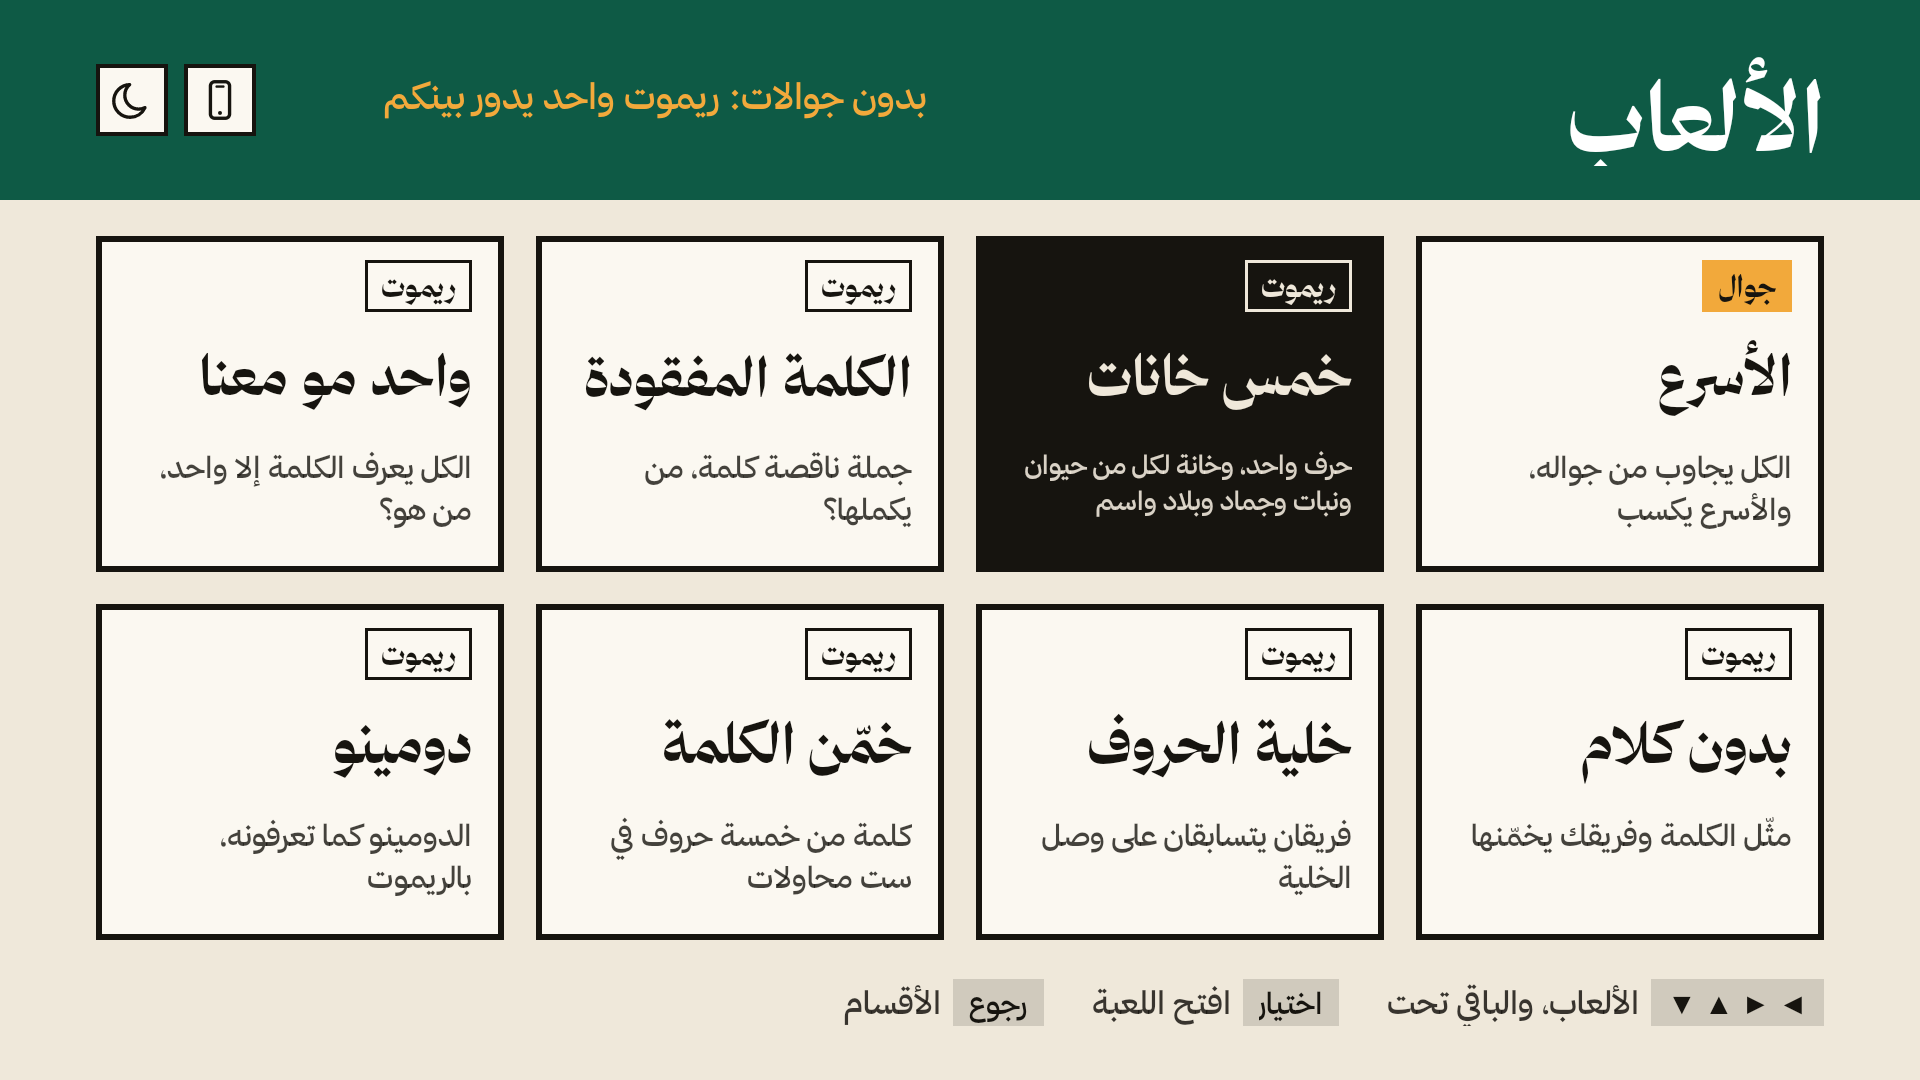 الألعاب
بدون جوالات: ريموت واحد يدور بينكم
جوال
الأسرع
الكل يجاوب من جواله،
والأسرع يكسب
ريموت
خمس خانات
حرف واحد، وخانة لكل من حيوان
ونبات وجماد وبلاد واسم
ريموت
الكلمة المفقودة
جملة ناقصة كلمة، من
يكملها؟
ريموت
واحد مو معنا
الكل يعرف الكلمة إلا واحد،
من هو؟
ريموت
بدون كلام
مثّل الكلمة وفريقك يخمّنها
ريموت
خلية الحروف
فريقان يتسابقان على وصل
الخلية
ريموت
خمّن الكلمة
كلمة من خمسة حروف في
ست محاولات
ريموت
دومينو
الدومينو كما تعرفونه،
بالريموت
◀ ▶ ▲ ▼ الألعاب، والباقي تحت اختيار افتح اللعبة رجوع الأقسام